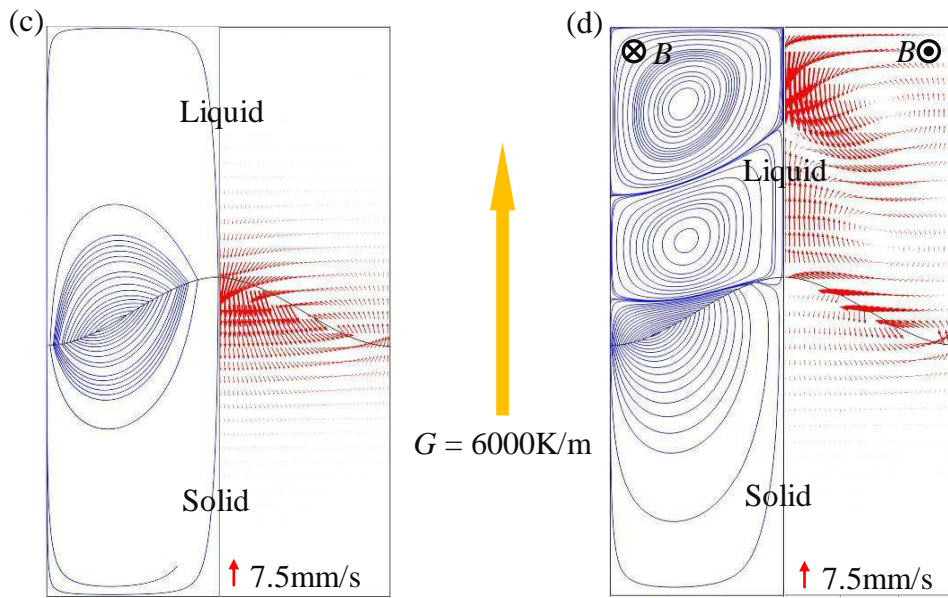 (c)
Liquid
Solid
7.5mm/s
G = 6000K/m
(d)
B
B
Liquid
Solid
7.5mm/s